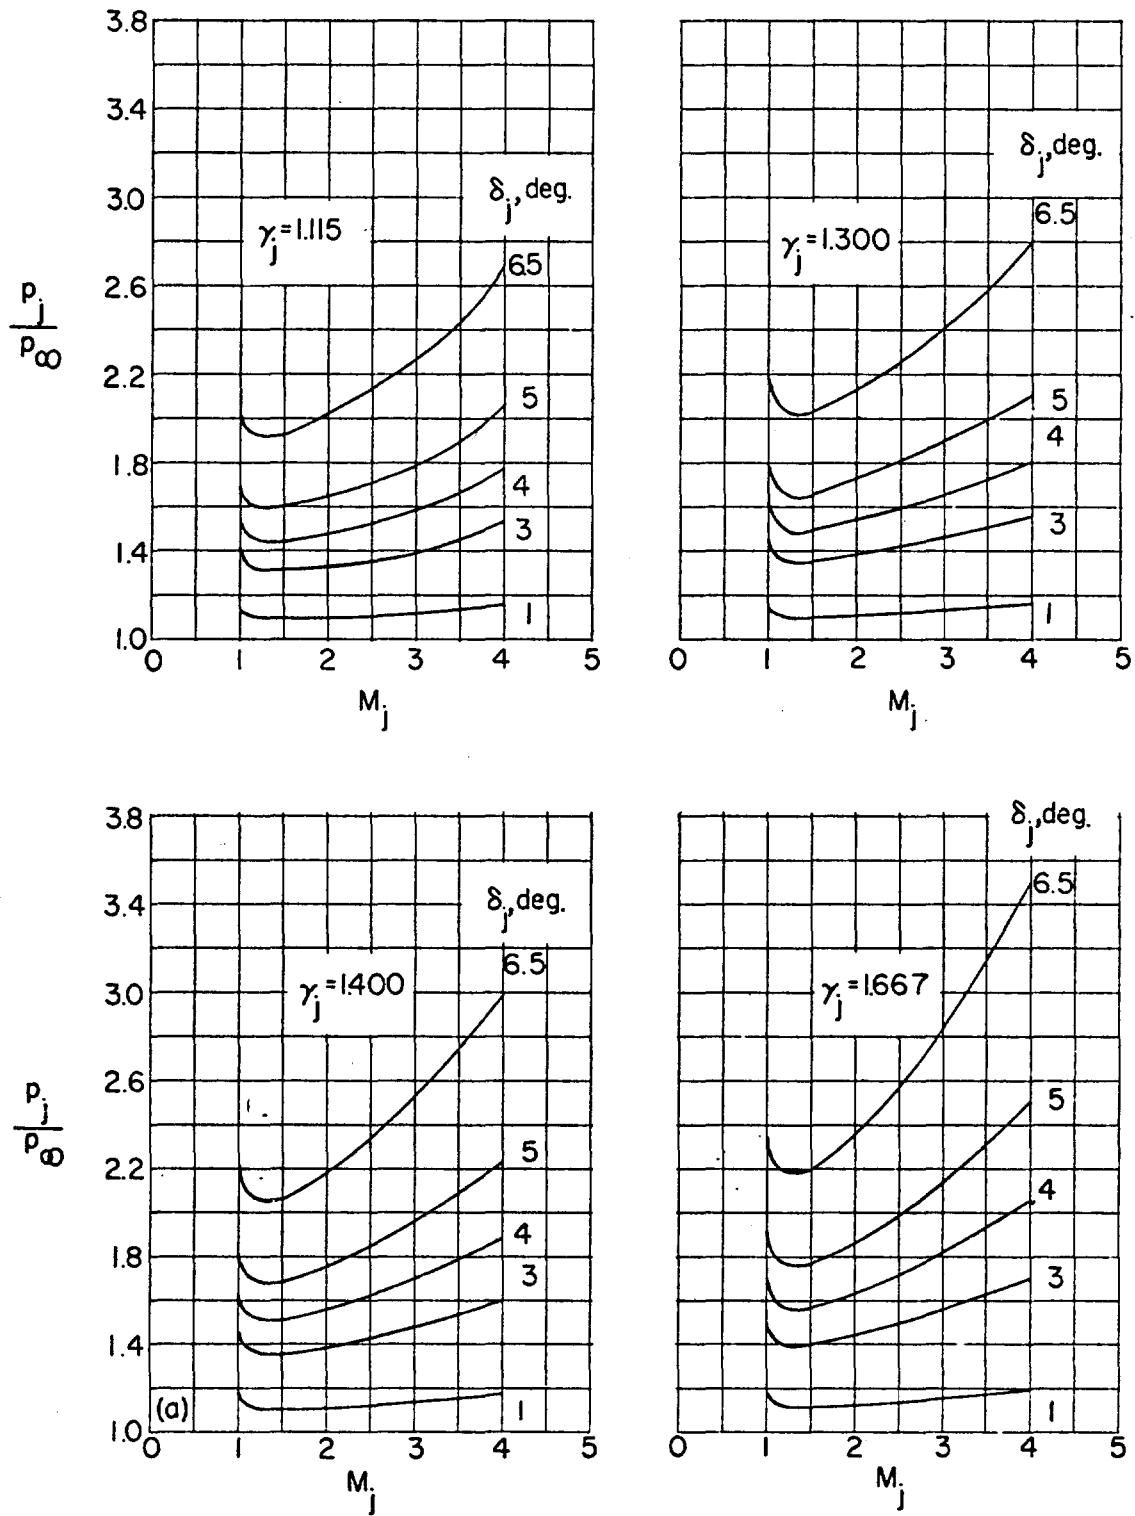 3.8
3.4
3.0
2.6
2.2
1.8
1.4
1.0
p_j
p_∞
γ_j=1.115
δ_j, deg.
6.5
5
4
3
1
0 1 2 3 4 5
M_j
γ_j=1.300
δ_j, deg.
6.5
5
4
3
1
0 1 2 3 4 5
M_j
3.8
3.4
3.0
2.6
2.2
1.8
1.4
1.0
p_j
p_∞
γ_j=1.400
δ_j, deg.
6.5
5
4
3
1
(a)
0 1 2 3 4 5
M_j
δ_j, deg.
γ_j=1.667
6.5
5
4
3
1
0 1 2 3 4 5
M_j